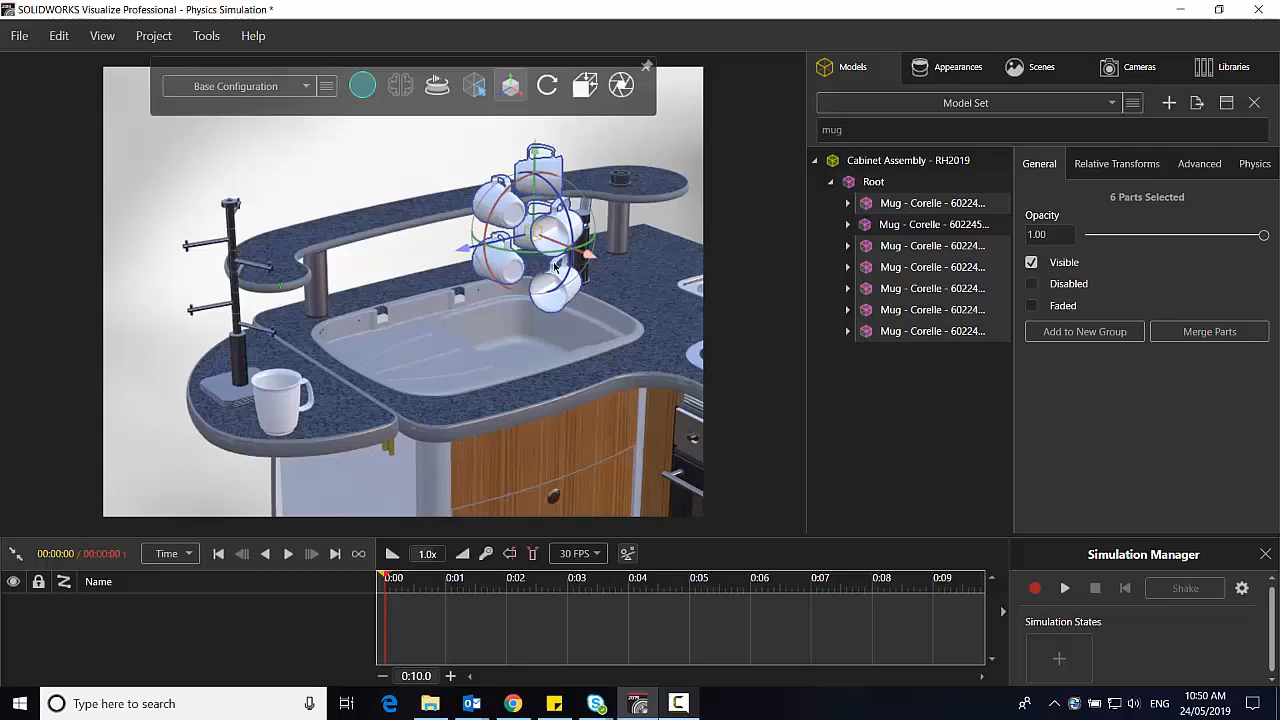 SOLIDWORKS Visualize Professional - Physics Simulation *
File Edit View Project Tools Help
Base Configuration
Models Appearances Scenes Cameras Libraries
Model Set
mug
Cabinet Assembly - RH2019
Root
Mug - Corelle - 60224...
Mug - Corelle - 602245...
Mug - Corelle - 60224...
Mug - Corelle - 60224...
Mug - Corelle - 60224...
Mug - Corelle - 60224...
Mug - Corelle - 60224...
General Relative Transforms Advanced Physics
6 Parts Selected
Opacity
1.00
Visible
Disabled
Faded
Add to New Group Merge Parts
00:00:00 / 00:00:00 Time 1.0x 30 FPS
Name
0:00 0:01 0:02 0:03 0:04 0:05 0:06 0:07 0:08 0:09
0:10.0
Simulation Manager
Shake
Simulation States
Type here to search
10:50 AM
ENG
24/05/2019